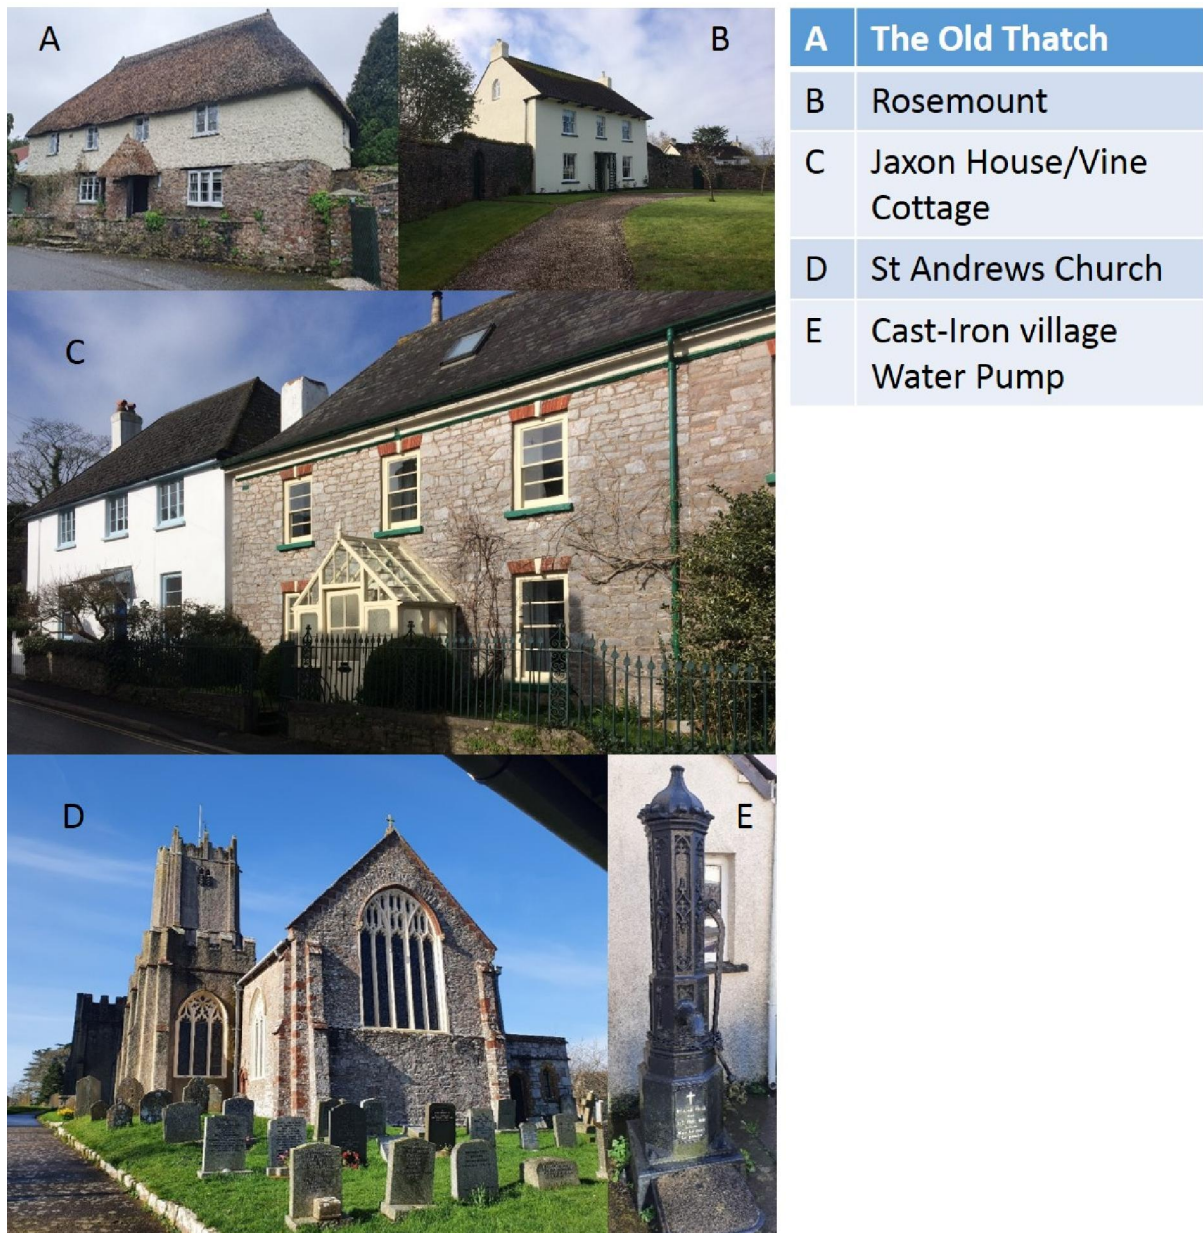 A
B
A The Old Thatch
B Rosemount
C Jaxon House/Vine
Cottage
D St Andrews Church
E Cast-Iron village
Water Pump
C
D
E